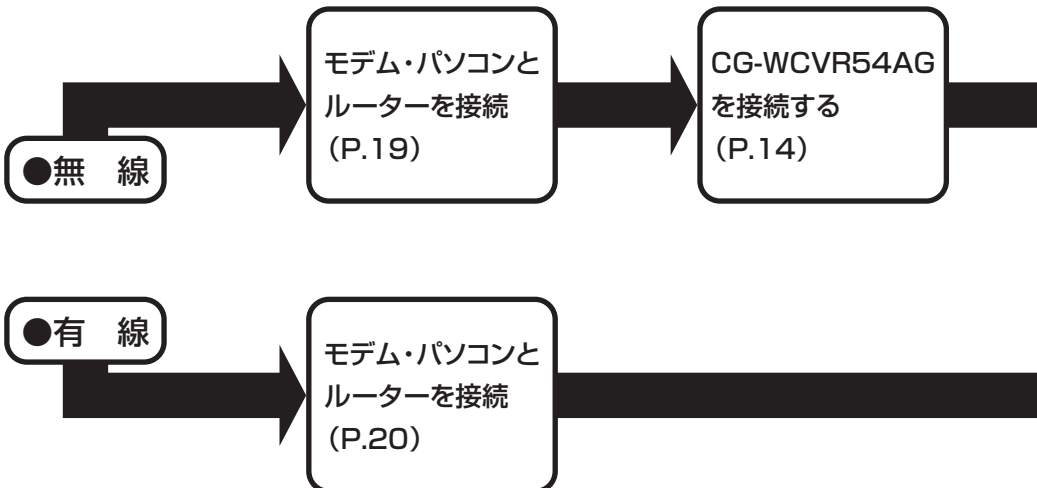 ●無　線
モデム・パソコンと
ルーターを接続
（P.19）
CG-WCVR54AG
を接続する
（P.14）
●有　線
モデム・パソコンと
ルーターを接続
（P.20）